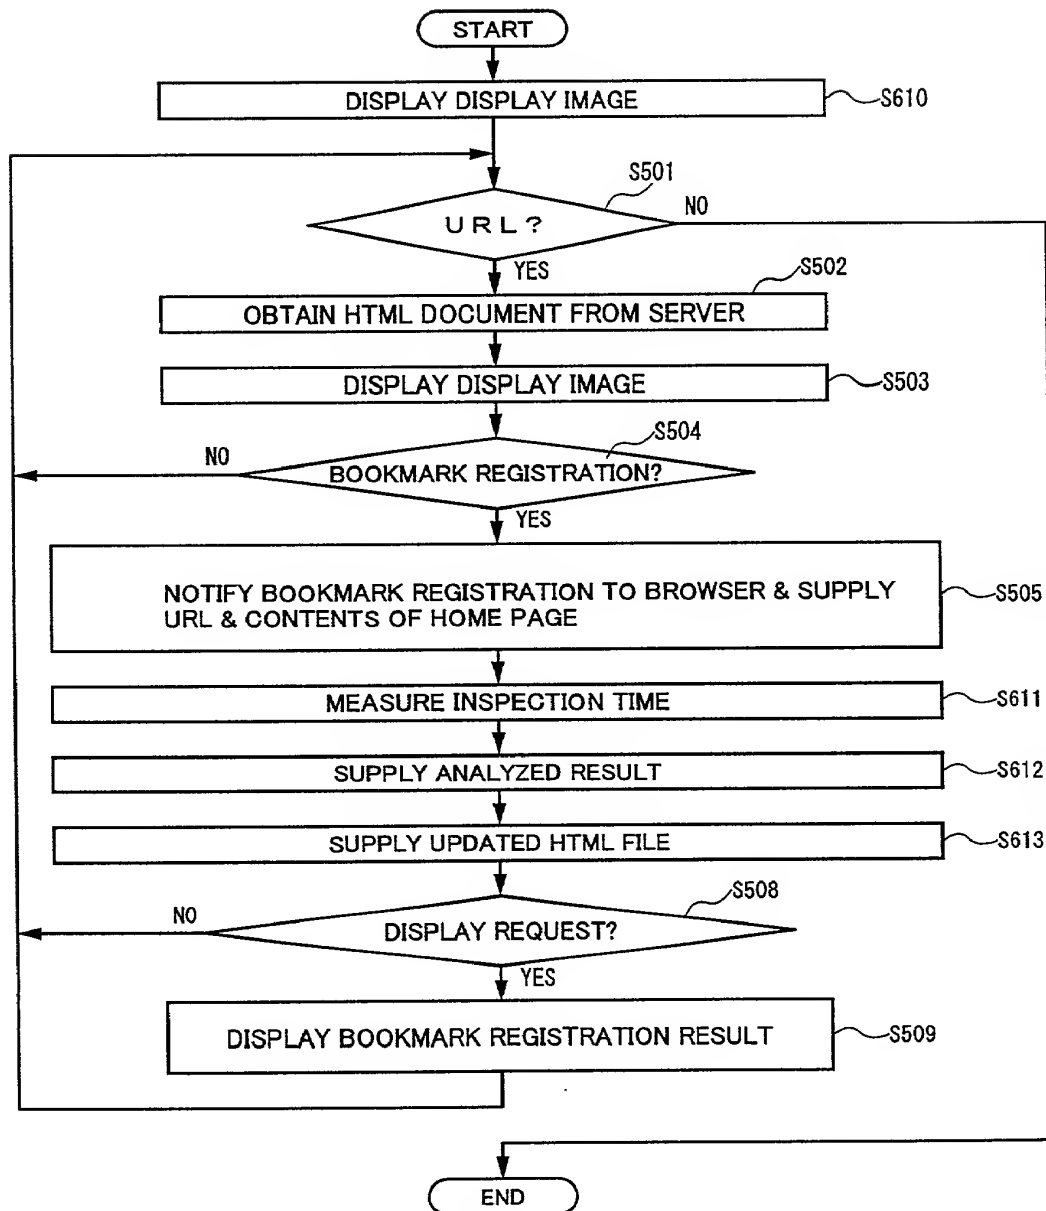 START
DISPLAY DISPLAY IMAGE
S610
S501
URL?
NO
YES
S502
OBTAIN HTML DOCUMENT FROM SERVER
DISPLAY DISPLAY IMAGE
S503
S504
NO
BOOKMARK REGISTRATION?
YES
NOTIFY BOOKMARK REGISTRATION TO BROWSER & SUPPLY
URL & CONTENTS OF HOME PAGE
S505
MEASURE INSPECTION TIME
S611
SUPPLY ANALYZED RESULT
S612
SUPPLY UPDATED HTML FILE
S613
S508
NO
DISPLAY REQUEST?
YES
DISPLAY BOOKMARK REGISTRATION RESULT
S509
END